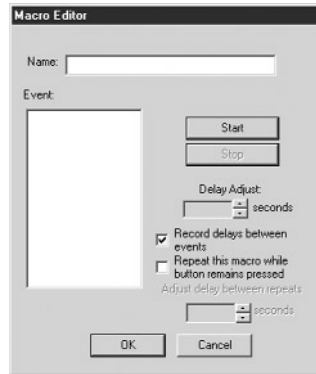 Macro Editor
Name:
Event:
Start
Stop
Delay Adjust:
seconds
Record delays between
events
Repeat this macro while
button remains pressed
Adjust delay between repeats
seconds
OK
Cancel